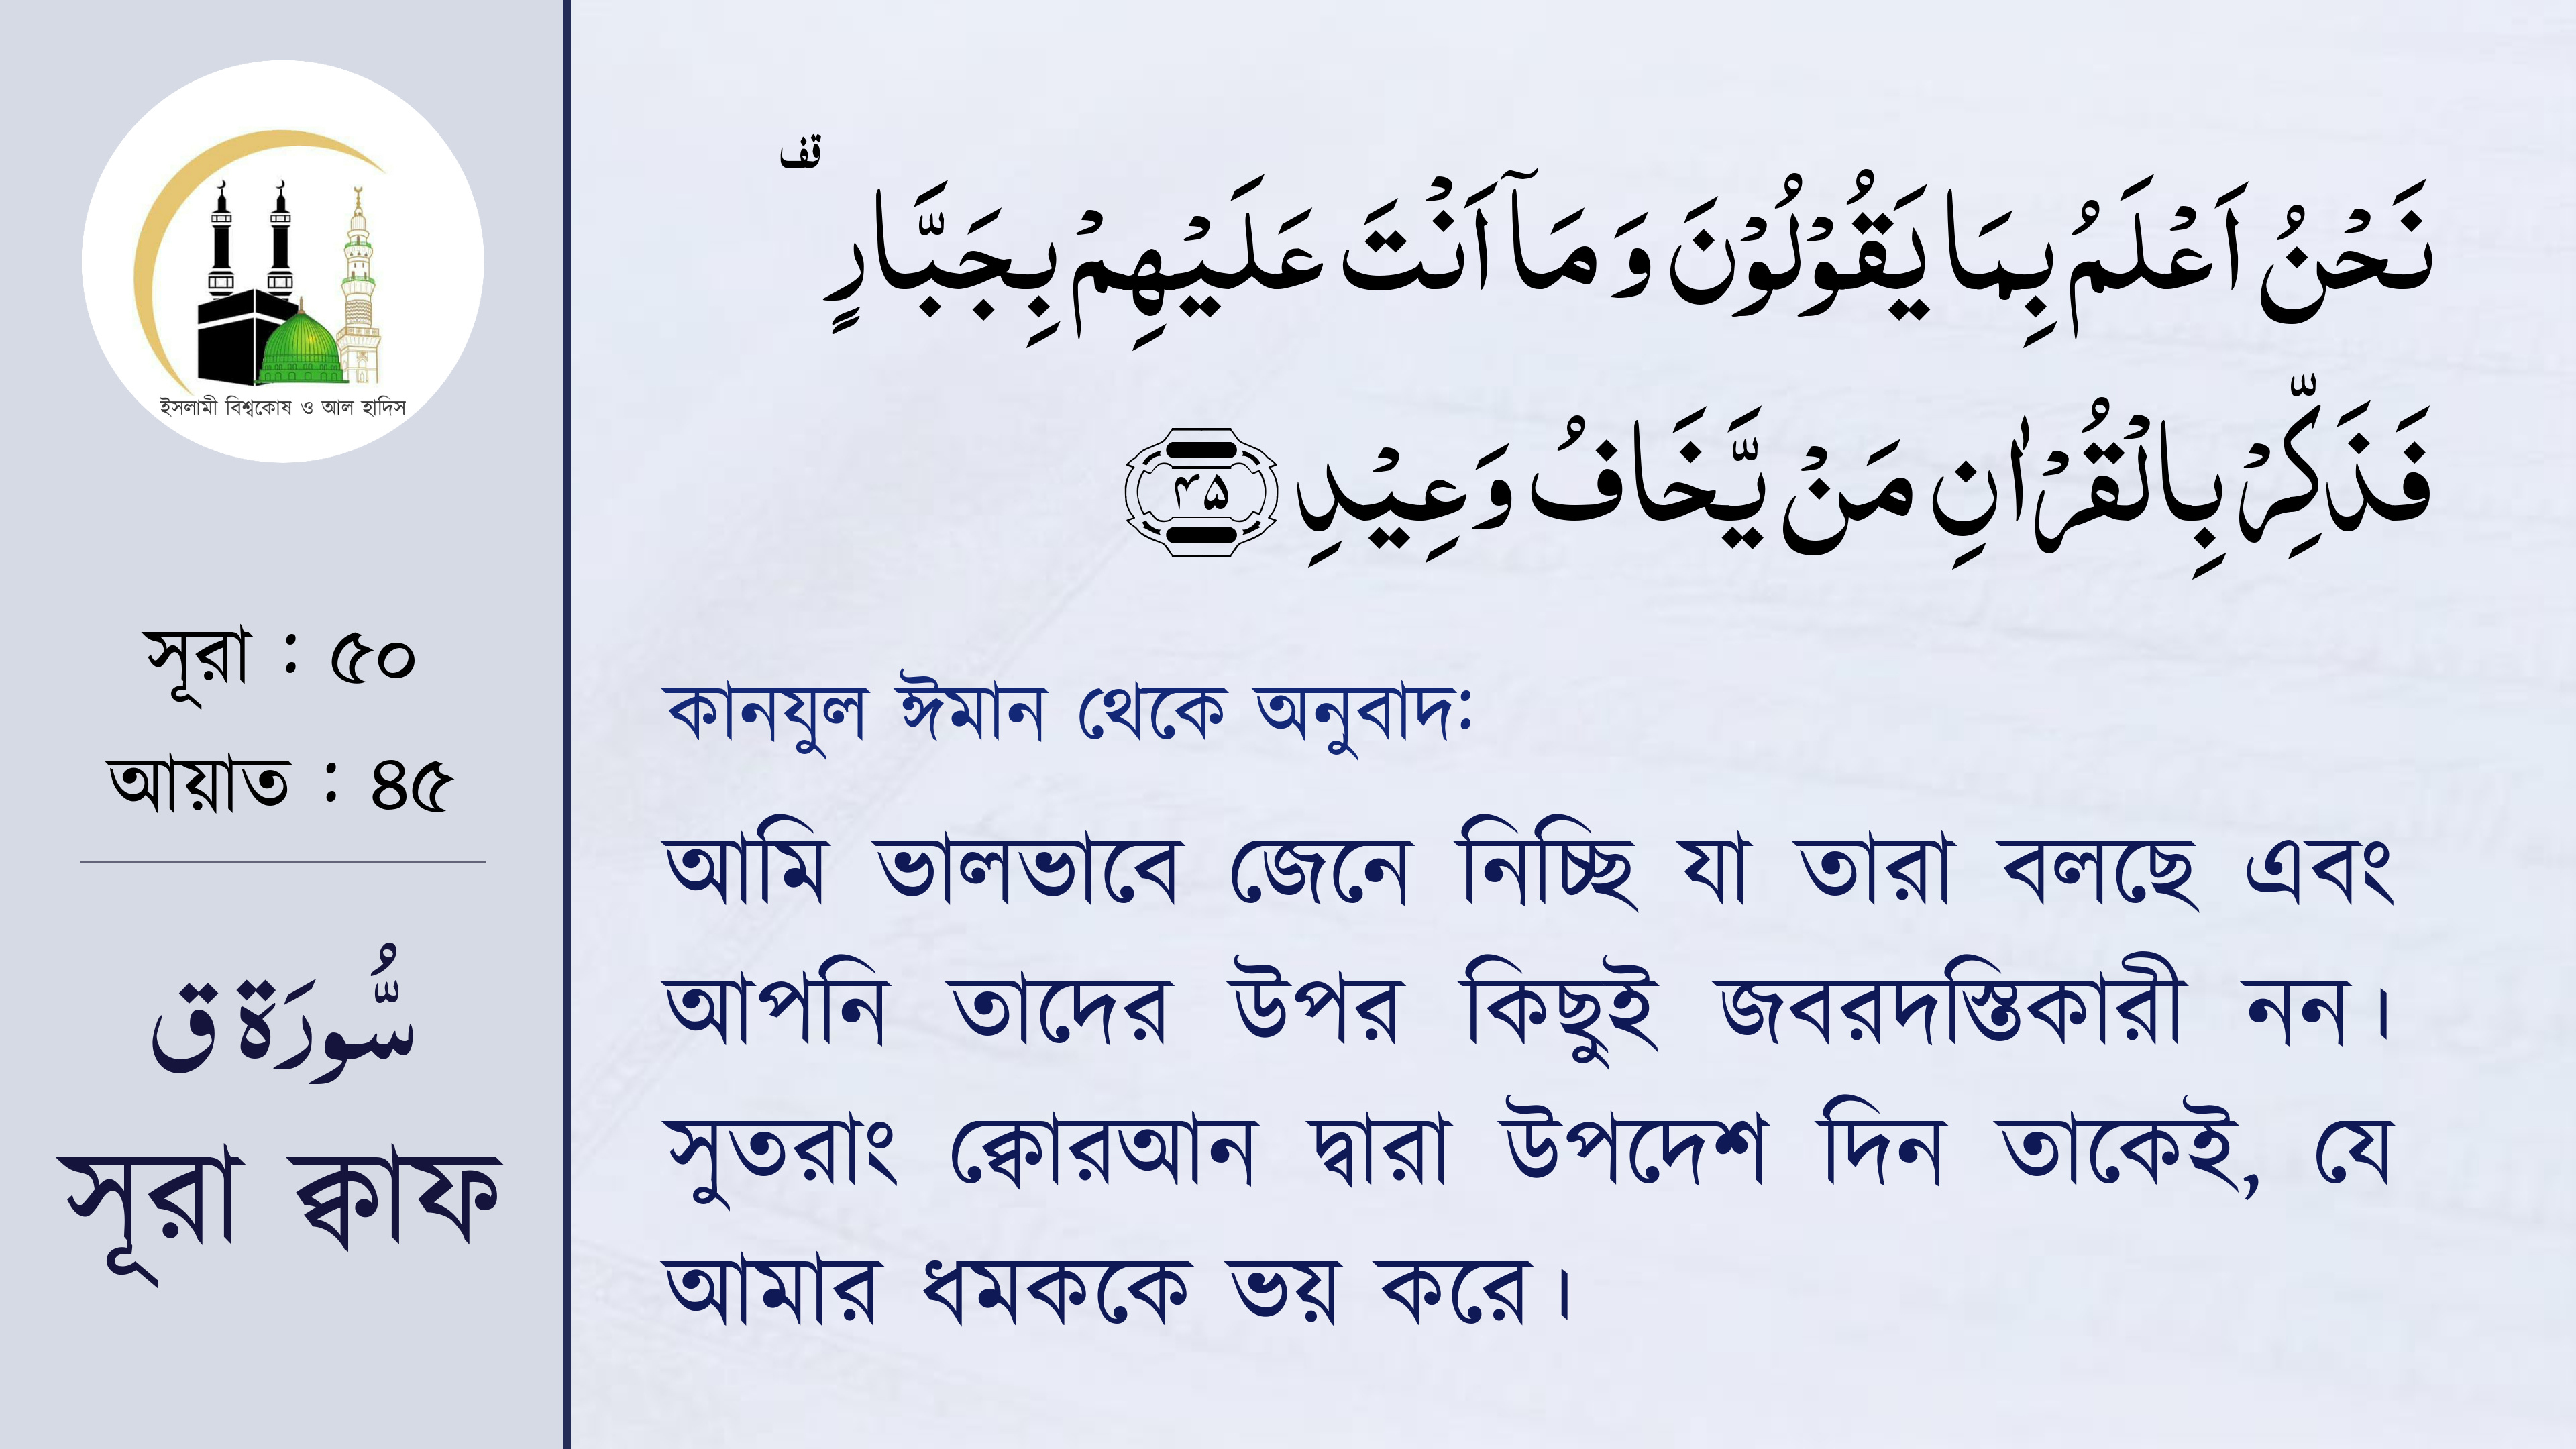 ইসলামী বিশ্বকোষ ও আল হাদিস
সূরা : ৫০
আয়াত : ৪৫
سُّورَة ق
সূরা ক্বাফ
نَحْنُ اَعْلَمُ بِمَا يَقُوْلُوْنَ وَ مَاۤ اَنْتَ عَلَيْهِمْ بِجَبَّارٍ ۫
فَذَكِّرْ بِالْقُرْاٰنِ مَنْ يَّخَافُ وَعِيْدِ ۴۵
কানযুল ঈমান থেকে অনুবাদ:
আমি ভালভাবে জেনে নিচ্ছি যা তারা বলছে এবং
আপনি তাদের উপর কিছুই জবরদস্তিকারী নন।
সুতরাং ক্বোরআন দ্বারা উপদেশ দিন তাকেই, যে
আমার ধমককে ভয় করে।